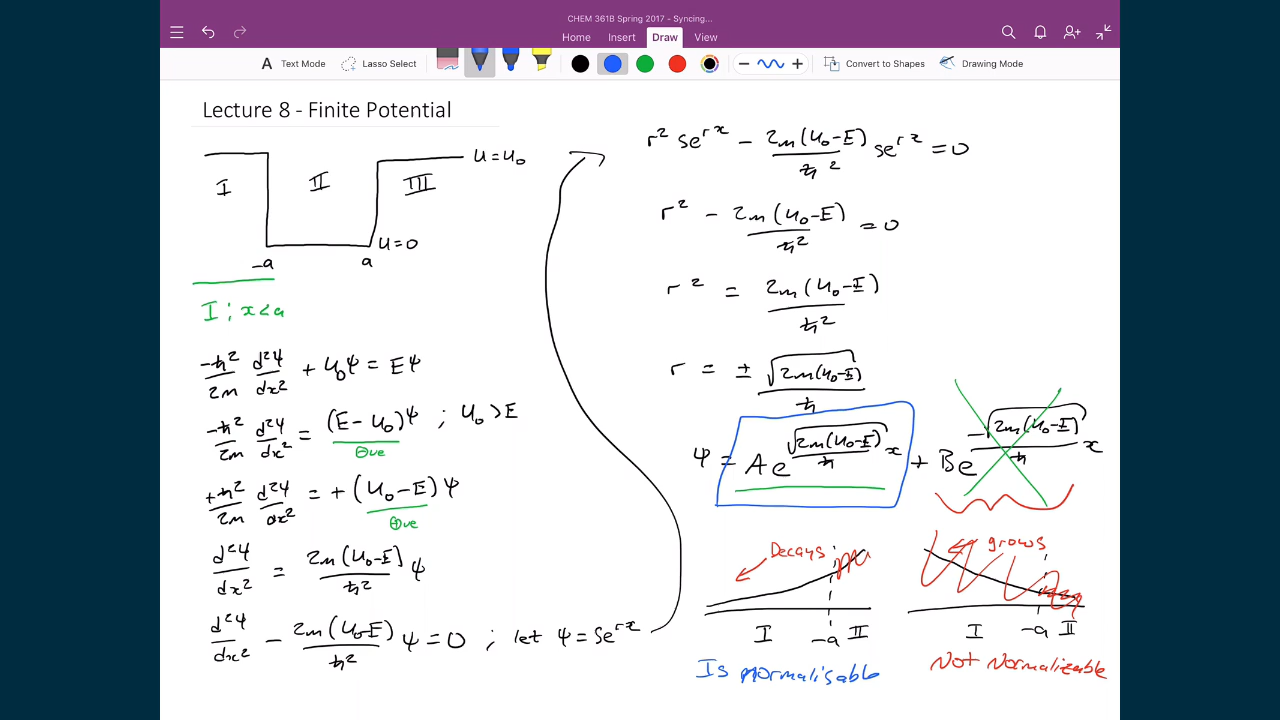 CHEM 361B Spring 2017 - Syncing...
Home Insert Draw View
A Text Mode Lasso Select Convert to Shapes Drawing Mode
Lecture 8 - Finite Potential
I II III U = U₀
U = 0
-a a
I ; x < a
-ħ²/2m d²Ψ/dx² + U₀Ψ = EΨ
-ħ²/2m d²Ψ/dx² = (E - U₀)Ψ ; U₀ > E
⊖ve
+ħ²/2m d²Ψ/dx² = + (U₀ - E) Ψ
⊕ve
d²Ψ/dx² = 2m(U₀-E)/ħ² Ψ
d²Ψ/dx² - 2m(U₀-E)/ħ² Ψ = 0 ; let Ψ = se^(rx)
r² se^(rx) - 2m(U₀-E)/ħ² se^(rx) = 0
r² - 2m(U₀-E)/ħ² = 0
r² = 2m(U₀-E)/ħ²
r = ± √(2m(U₀-E))/ħ
Ψ = A e^(√(2m(U₀-E))/ħ x) + B e^(-√(2m(U₀-E))/ħ x)
Decays
I -a II
Is Normalisable
grows
I -a II
Not Normalizable